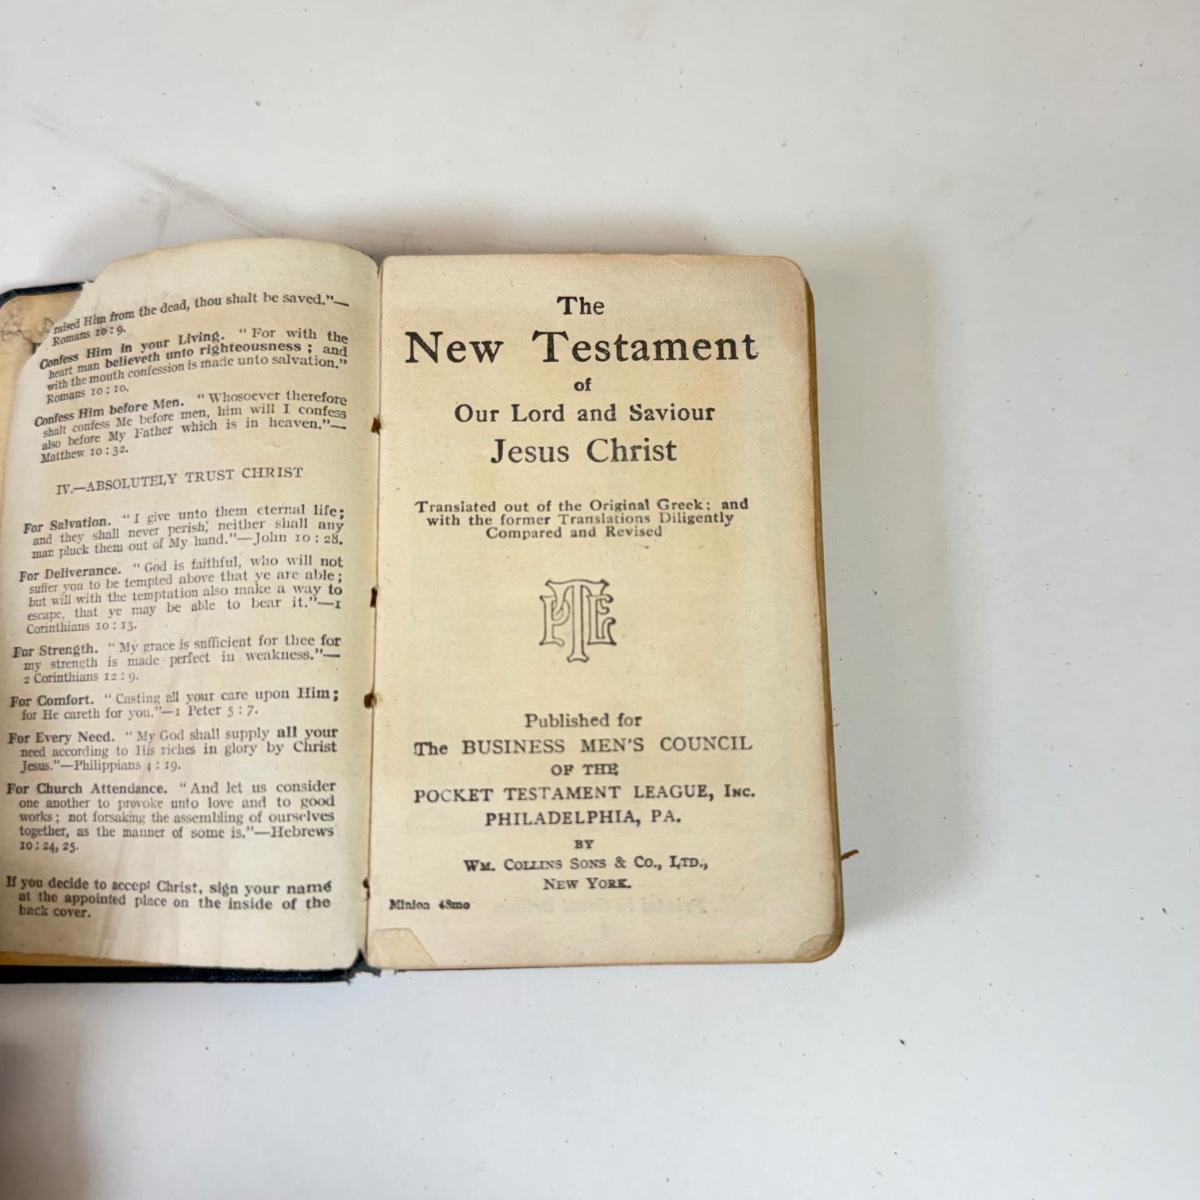 raised Him from the dead, thou shalt be saved."—
Romans 10 : 9.
Confess Him in your Living. "For with the
heart man believeth unto righteousness ; and
with the mouth confession is made unto salvation."
Romans 10 : 10.
Confess Him before Men. "Whosoever therefore
shalt confess Me before men, him will I confess
also before My Father which is in heaven."—
Matthew 10 : 32.
IV.—ABSOLUTELY TRUST CHRIST
For Salvation. "I give unto them eternal life;
and they shall never perish, neither shall any
man pluck them out of My hand."—John 10 : 28.
For Deliverance. "God is faithful, who will not
suffer you to be tempted above that ye are able;
but will with the temptation also make a way to
escape, that ye may be able to bear it."—1
Corinthians 10 : 13.
For Strength. "My grace is sufficient for thee for
my strength is made perfect in weakness."—
2 Corinthians 12 : 9.
For Comfort. "Casting all your care upon Him;
for He careth for you."—1 Peter 5 : 7.
For Every Need. "My God shall supply all your
need according to His riches in glory by Christ
Jesus."—Philippians 4 : 19.
For Church Attendance. "And let us consider
one another to provoke unto love and to good
works ; not forsaking the assembling of ourselves
together, as the manner of some is."—Hebrews
10 : 24, 25.
If you decide to accept Christ, sign your name
at the appointed place on the inside of the
back cover.
The
New Testament
of
Our Lord and Saviour
Jesus Christ
Translated out of the Original Greek; and
with the former Translations Diligently
Compared and Revised
PTL
Published for
The BUSINESS MEN'S COUNCIL
OF THE
POCKET TESTAMENT LEAGUE, INC.
PHILADELPHIA, PA.
BY
WM. COLLINS SONS & CO., LTD.,
NEW YORK.
Minion 48mo